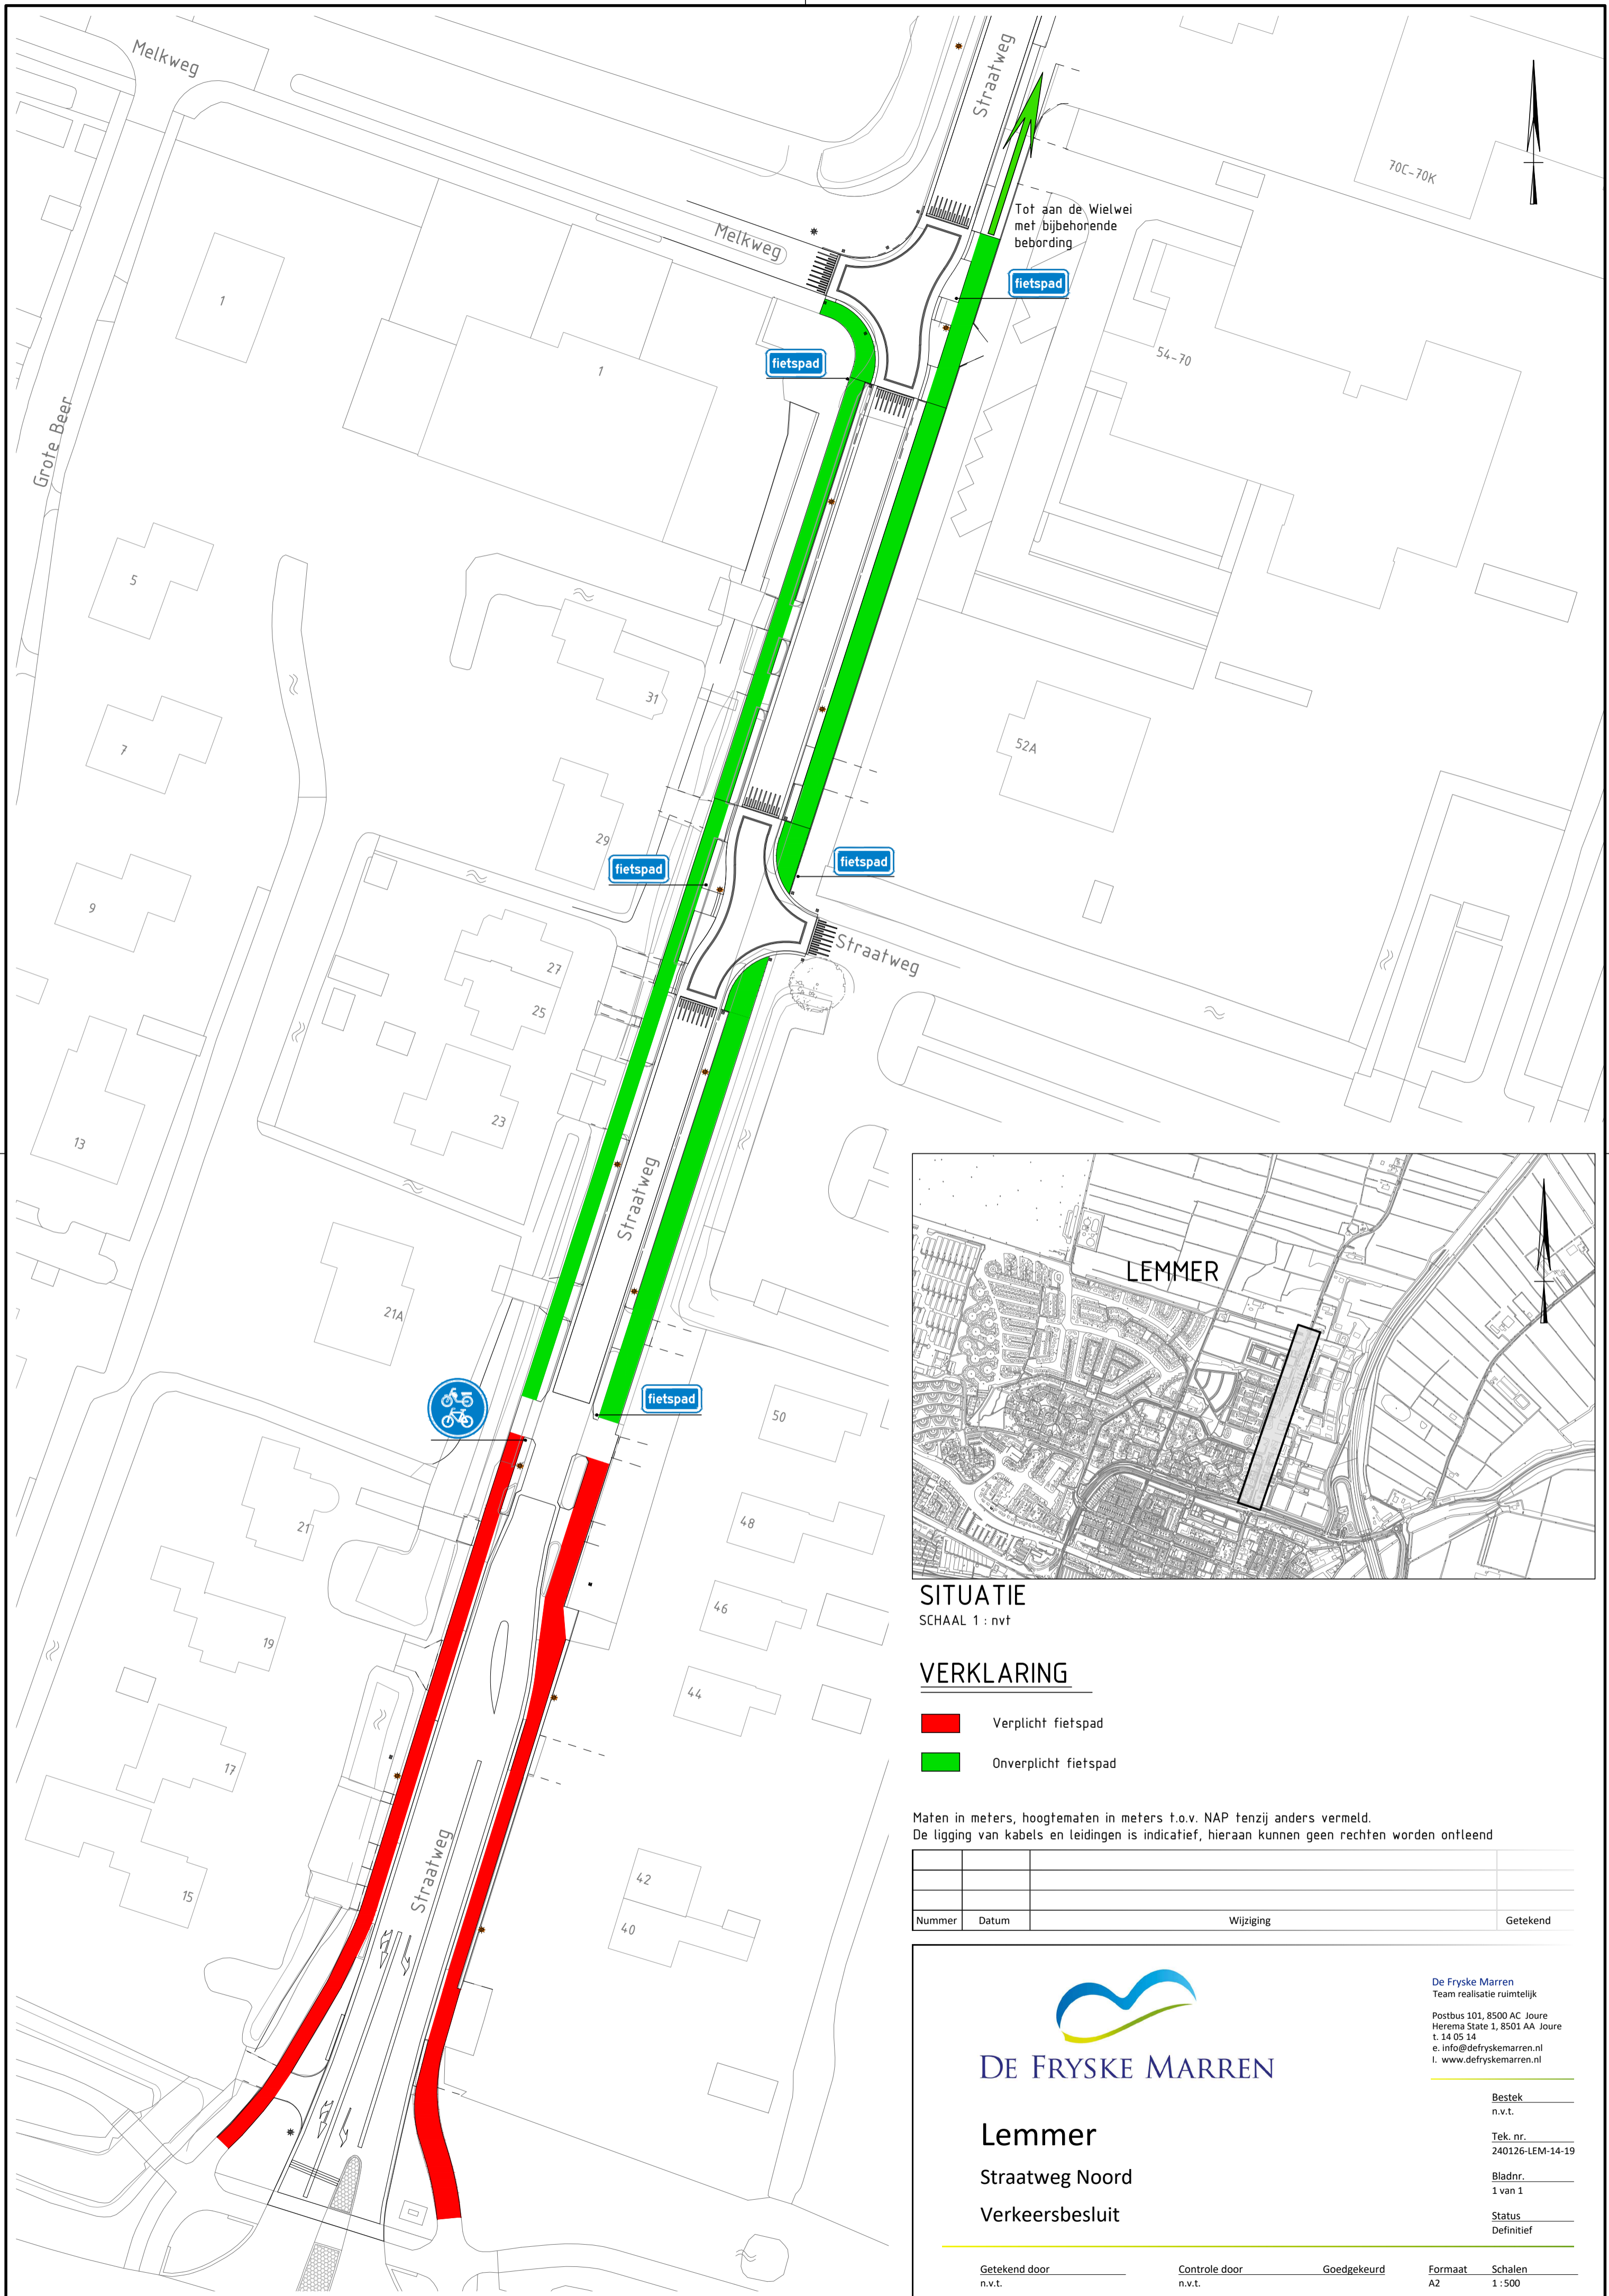 Melkweg
Straatweg
70C-70K
Tot aan de Wielwei
met bijbehorende
bebording
Melkweg
fietspad
1
54-70
fietspad
1
Grote Beer
5
31
52A
7
29
fietspad
fietspad
9
Straatweg
27
25
23
13
Straatweg
LEMMER
21A
fietspad
50
21
48
46
SITUATIE
SCHAAL 1 : nvt
19
VERKLARING
44
Verplicht fietspad
Onverplicht fietspad
17
Maten in meters, hoogtematen in meters t.o.v. NAP tenzij anders vermeld.
De ligging van kabels en leidingen is indicatief, hieraan kunnen geen rechten worden ontleend
Straatweg
42
15
40
Nummer Datum Wijziging Getekend
De Fryske Marren
Team realisatie ruimtelijk
Postbus 101, 8500 AC Joure
Herema State 1, 8501 AA Joure
t. 14 05 14
e. info@defryskemarren.nl
I. www.defryskemarren.nl
DE FRYSKE MARREN
Bestek
n.v.t.
Lemmer
Tek. nr.
240126-LEM-14-19
Straatweg Noord
Bladnr.
1 van 1
Verkeersbesluit
Status
Definitief
Getekend door Controle door Goedgekeurd Formaat Schalen
n.v.t. n.v.t. A2 1 : 500